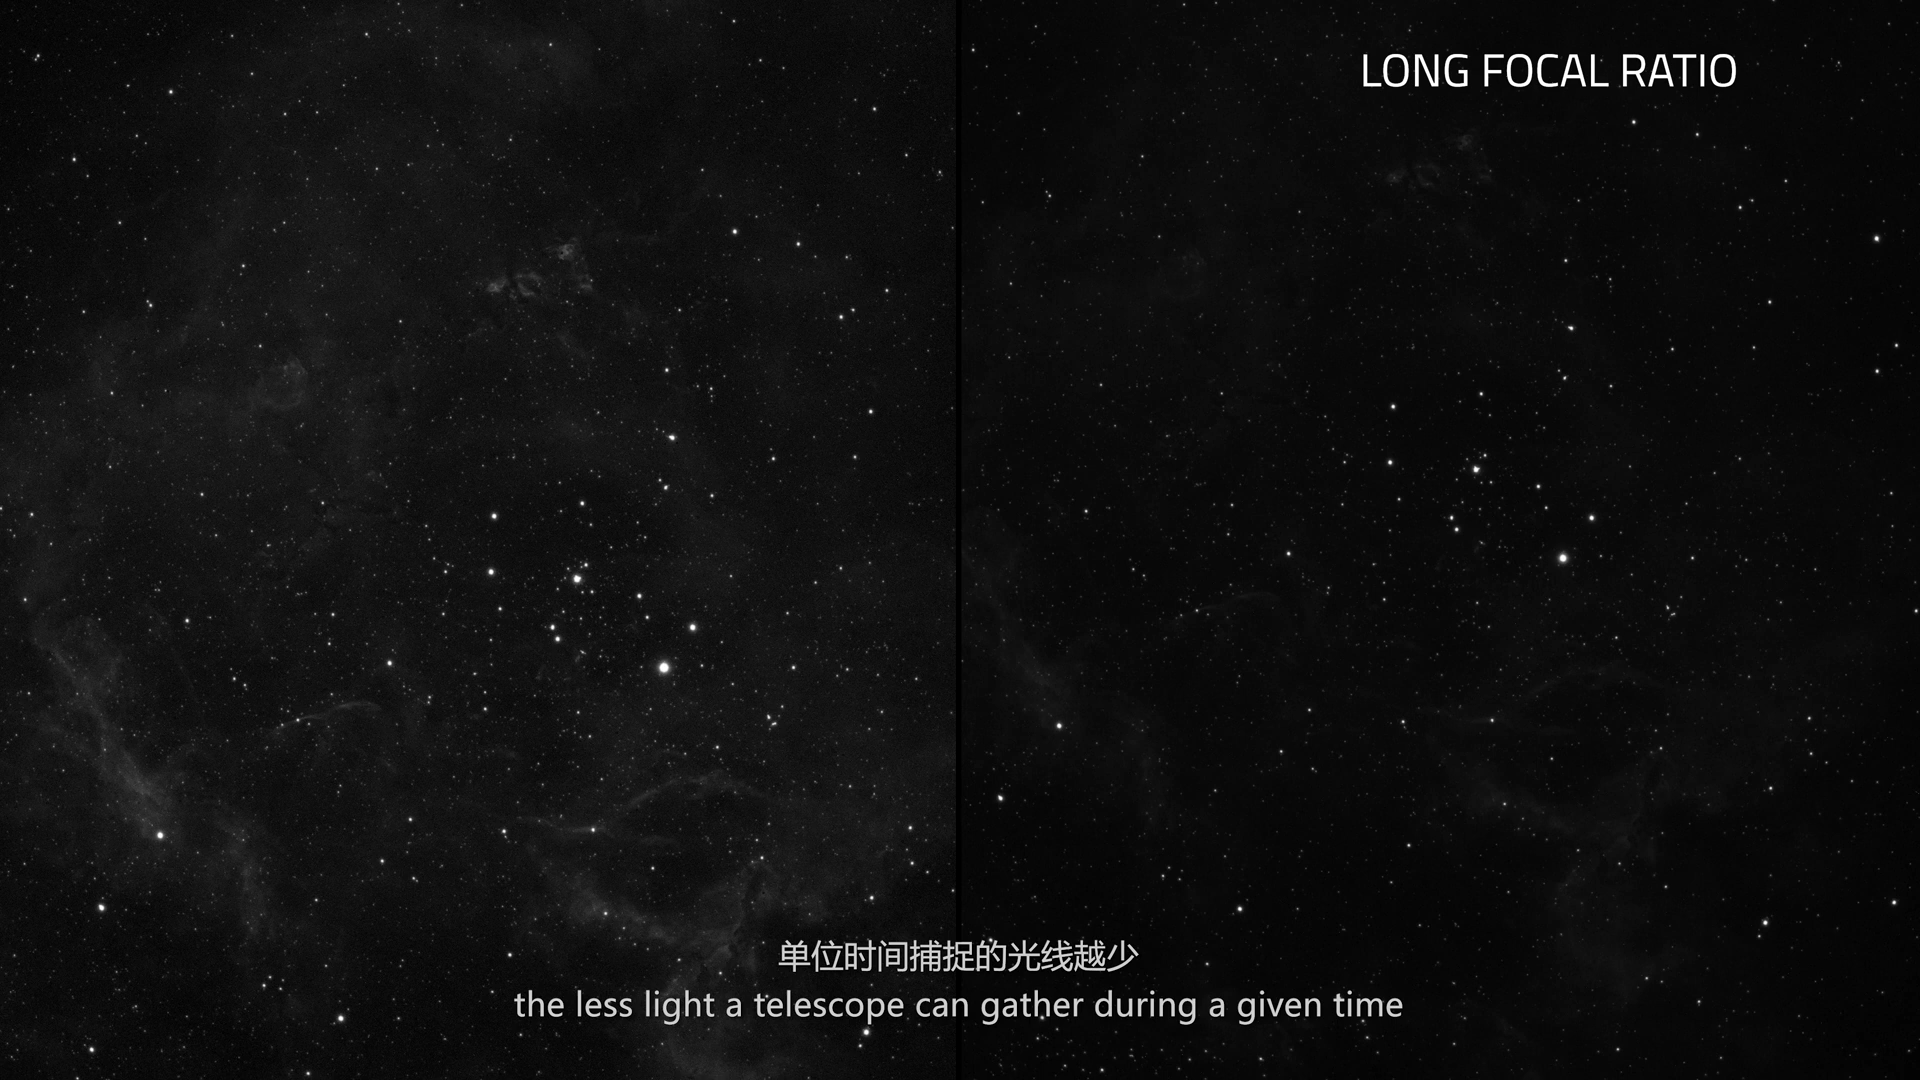 LONG FOCAL RATIO
单位时间捕捉的光线越少
the less light a telescope can gather during a given time